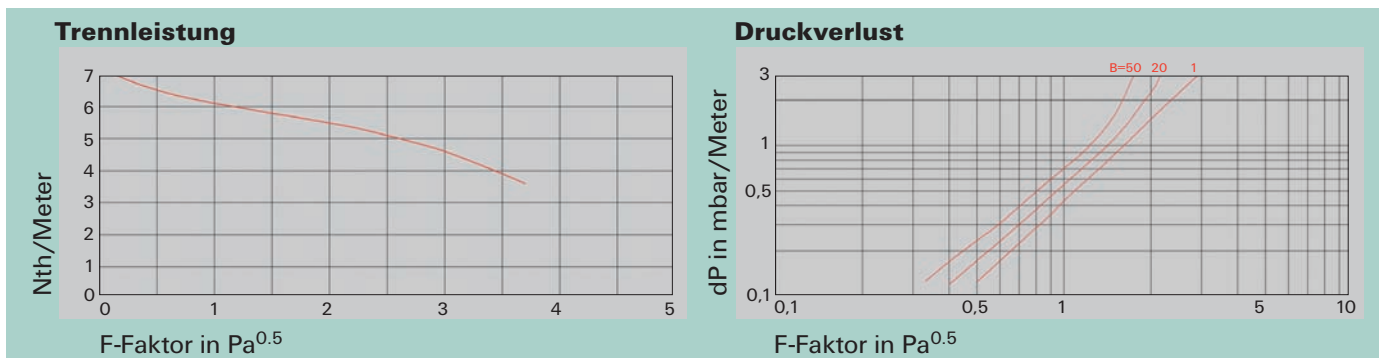 Trennleistung
Nth/Meter
7
6
5
4
3
2
1
0
0 1 2 3 4 5
F-Faktor in Pa0.5
Druckverlust
B=50 20 1
dP in mbar/Meter
3
1
0,5
0,1
0,1 0,5 1 5 10
F-Faktor in Pa0.5